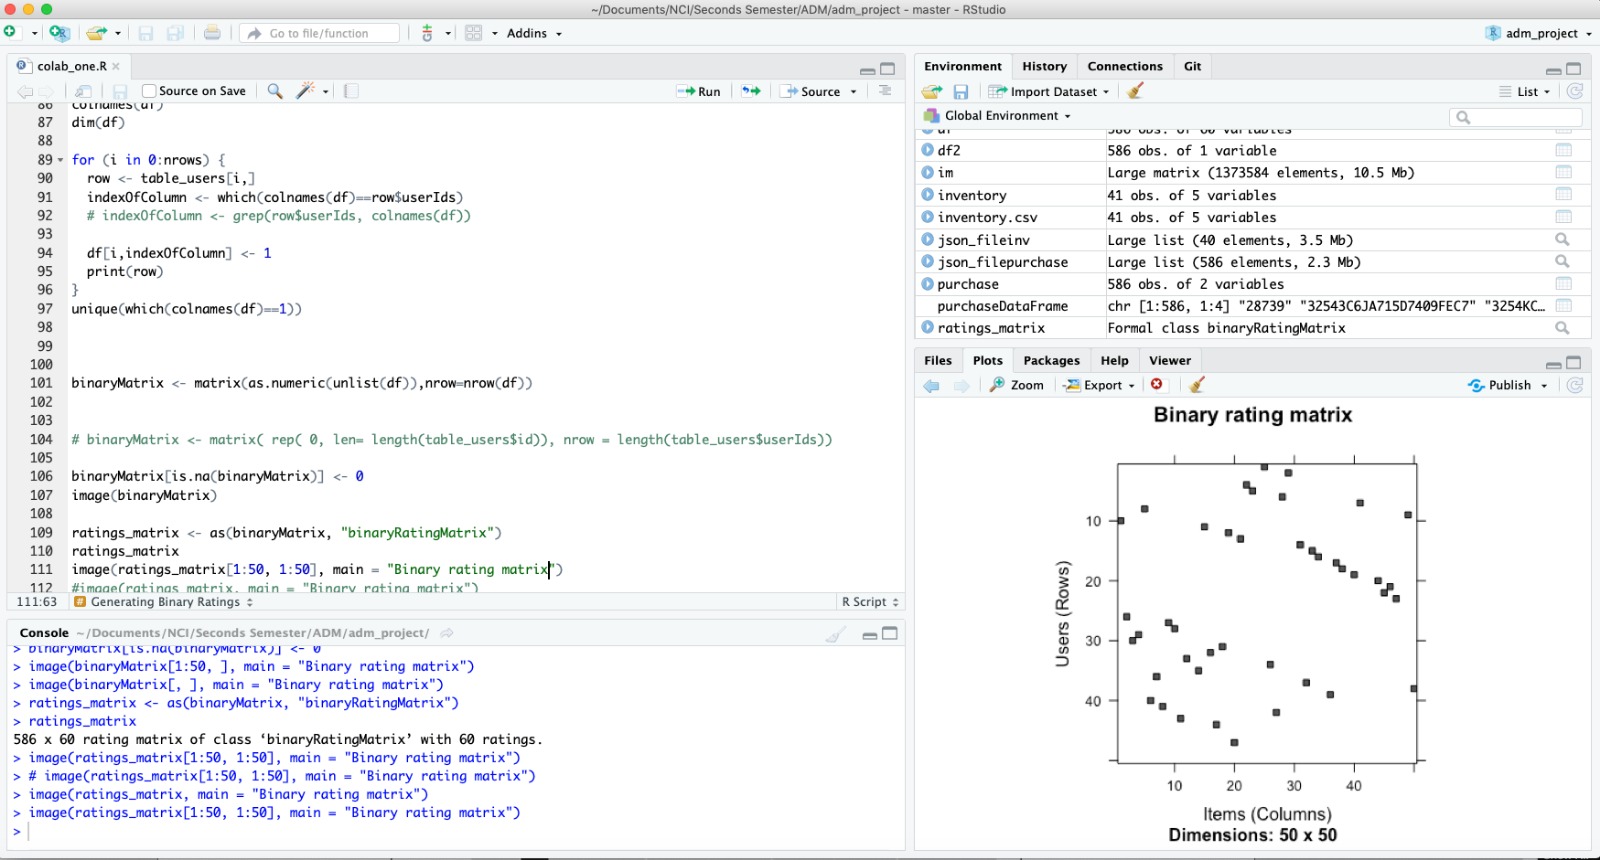 ~/Documents/NCI/Seconds Semester/ADM/adm_project - master - RStudio
Go to file/function
Addins
adm_project
colab_one.R
Source on Save
Run
Source
86 colnames(df)
87 dim(df)
88
89 for (i in 0:nrows) {
90 row <- table_users[i,]
91 indexOfColumn <- which(colnames(df)==row$userIds)
92 # indexOfColumn <- grep(row$userIds, colnames(df))
93
94 df[i,indexOfColumn] <- 1
95 print(row)
96 }
97 unique(which(colnames(df)==1))
98
99
100
101 binaryMatrix <- matrix(as.numeric(unlist(df)),nrow=nrow(df))
102
103
104 # binaryMatrix <- matrix( rep( 0, len= length(table_users$id)), nrow = length(table_users$userIds))
105
106 binaryMatrix[is.na(binaryMatrix)] <- 0
107 image(binaryMatrix)
108
109 ratings_matrix <- as(binaryMatrix, "binaryRatingMatrix")
110 ratings_matrix
111 image(ratings_matrix[1:50, 1:50], main = "Binary rating matrix")
112 #image(ratings_matrix, main = "Binary rating matrix")
111:63 Generating Binary Ratings R Script
Console ~/Documents/NCI/Seconds Semester/ADM/adm_project/
> binaryMatrix[is.na(binaryMatrix)] <- 0
> image(binaryMatrix[1:50, ], main = "Binary rating matrix")
> image(binaryMatrix[, ], main = "Binary rating matrix")
> ratings_matrix <- as(binaryMatrix, "binaryRatingMatrix")
> ratings_matrix
586 x 60 rating matrix of class ‘binaryRatingMatrix’ with 60 ratings.
> image(ratings_matrix[1:50, 1:50], main = "Binary rating matrix")
> # image(ratings_matrix[1:50, 1:50], main = "Binary rating matrix")
> image(ratings_matrix, main = "Binary rating matrix")
> image(ratings_matrix[1:50, 1:50], main = "Binary rating matrix")
>
Environment History Connections Git
Import Dataset List
Global Environment
df 586 obs. of 60 variables
df2 586 obs. of 1 variable
im Large matrix (1373584 elements, 10.5 Mb)
inventory 41 obs. of 5 variables
inventory.csv 41 obs. of 5 variables
json_fileinv Large list (40 elements, 3.5 Mb)
json_filepurchase Large list (586 elements, 2.3 Mb)
purchase 586 obs. of 2 variables
purchaseDataFrame chr [1:586, 1:4] "28739" "32543C6JA715D7409FEC7" "3254KC…
ratings_matrix Formal class binaryRatingMatrix
Files Plots Packages Help Viewer
Zoom Export Publish
Binary rating matrix
10
20
30
40
Users (Rows)
10 20 30 40
Items (Columns)
Dimensions: 50 x 50